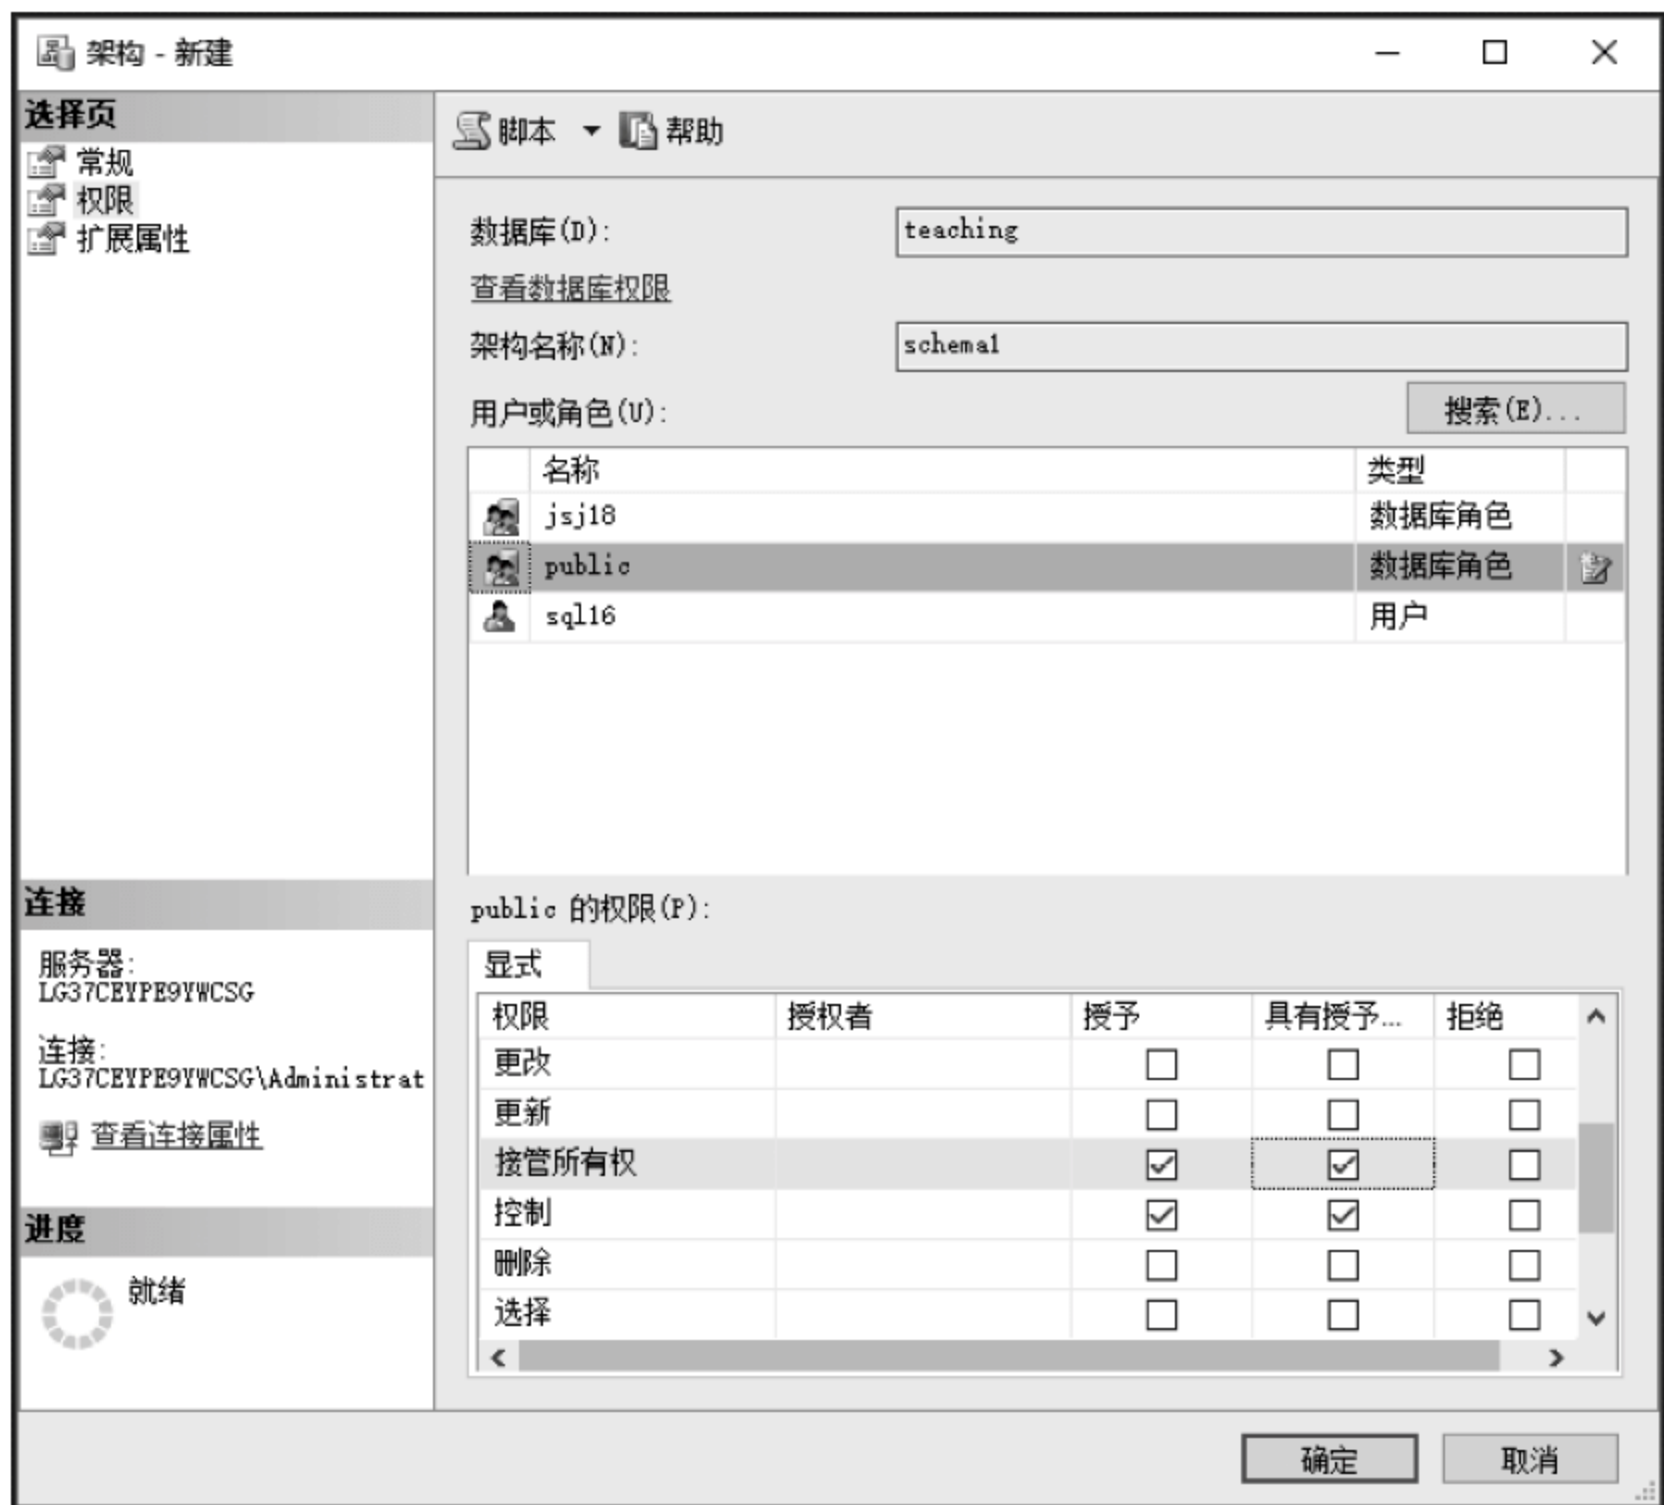 架构 - 新建
选择页
常规
权限
扩展属性
脚本 帮助
数据库(D): teaching
查看数据库权限
架构名称(N): schema1
用户或角色(U): 搜索(E)...
名称 类型
jsj18 数据库角色
public 数据库角色
sql16 用户
连接
服务器:
LG37CEYPE9YWCSG
连接:
LG37CEYPE9YWCSG\Administrat
查看连接属性
进度
就绪
public 的权限(P):
显式
权限 授权者 授予 具有授予... 拒绝
更改
更新
接管所有权
控制
删除
选择
确定 取消